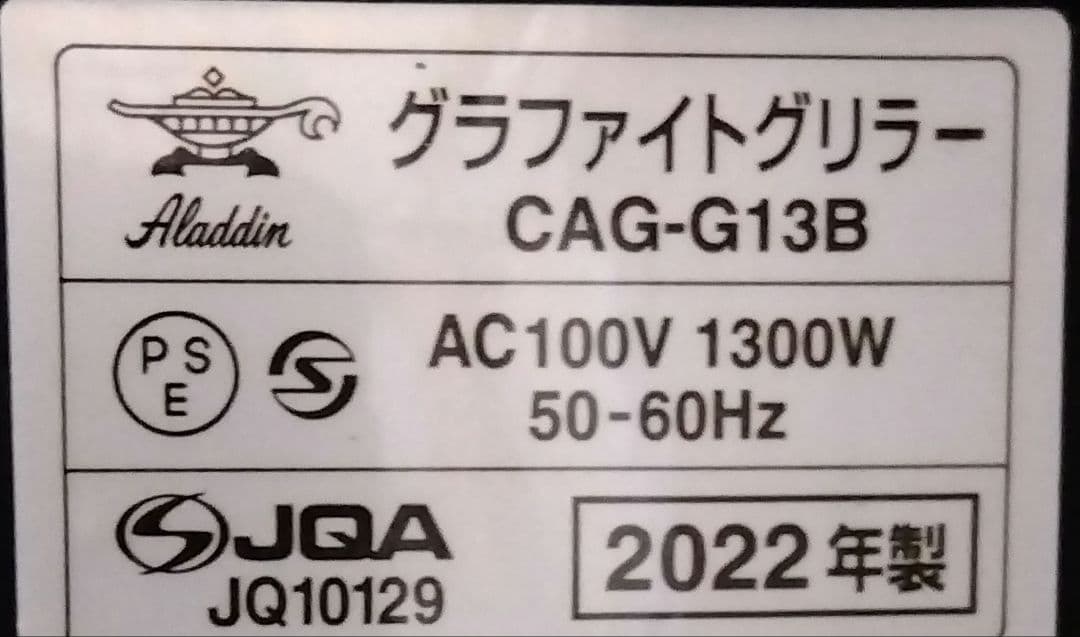 グラファイトグリラー
Aladdin
CAG-G13B
PSE
AC100V 1300W
50-60Hz
JQA
JQ10129
2022年製